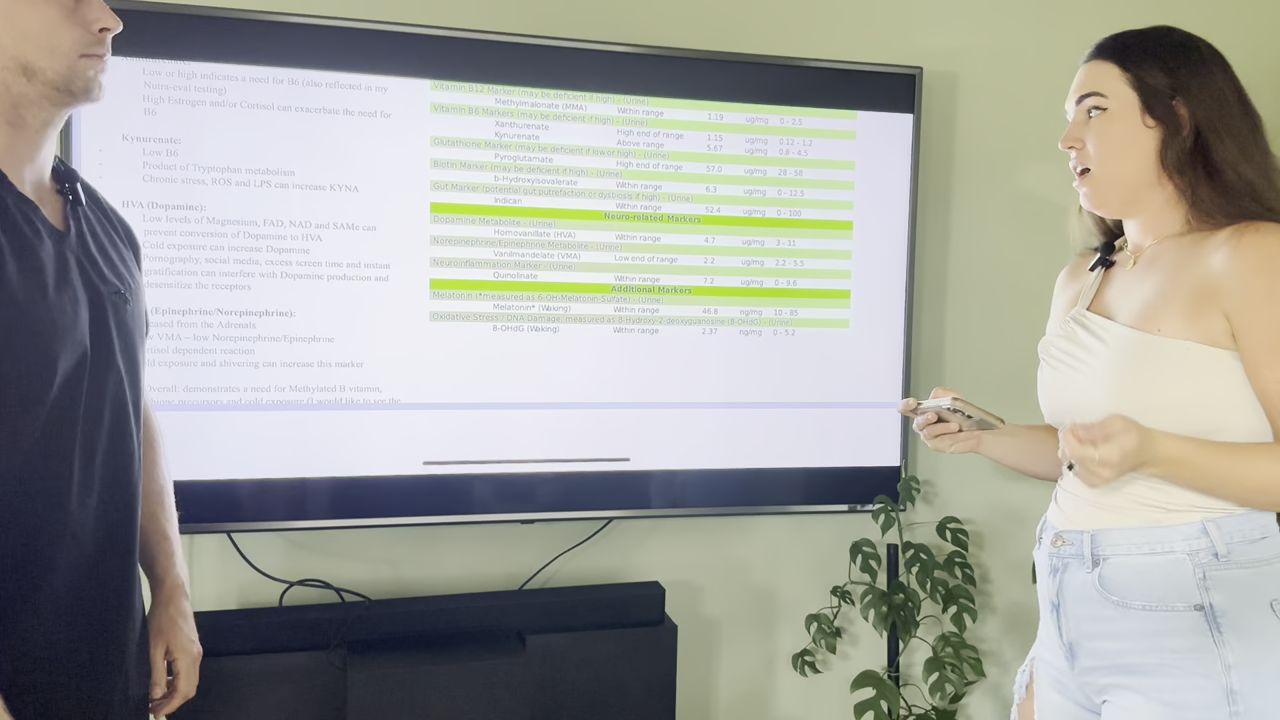 Low or high indicates a need for B6 (also reflected in my
Nutra-eval testing)
High Estrogen and/or Cortisol can exacerbate the need for
B6
Kynurenate:
Low B6
Product of Tryptophan metabolism
Chronic stress, ROS and LPS can increase KYNA
HVA (Dopamine):
Low levels of Magnesium, FAD, NAD and SAMe can
prevent conversion of Dopamine to HVA
Cold exposure can increase Dopamine
Pornography, social media, excess screen time and instant
gratification can interfere with Dopamine production and
desensitize the receptors
(Epinephrine/Norepinephrine):
from the Adrenals
VMA – low Norepinephrine/Epinephrine
dependent reaction
exposure and shivering can increase this marker
Overall: demonstrates a need for Methylated B vitamin,
precursors and cold exposure (I would like to see the
Vitamin B12 Marker (may be deficient if high) - (Urine)
Methylmalonate (MMA) Within range 1.19 ug/mg 0 - 2.5
Vitamin B6 Markers (may be deficient if high) - (Urine)
Xanthurenate High end of range 1.15 ug/mg 0.12 - 1.2
Kynurenate Above range 5.67 ug/mg 0.8 - 4.5
Glutathione Marker (may be deficient if low or high) - (Urine)
Pyroglutamate High end of range 57.0 ug/mg 28 - 58
Biotin Marker (may be deficient if high) - (Urine)
b-Hydroxyisovalerate Within range 6.3 ug/mg 0 - 12.5
Gut Marker (potential gut putrefaction or dysbiosis if high) - (Urine)
Indican Within range 52.4 ug/mg 0 - 100
Neuro-related Markers
Dopamine Metabolite - (Urine)
Homovanillate (HVA) Within range 4.7 ug/mg 3 - 11
Norepinephrine/Epinephrine Metabolite - (Urine)
Vanilmandelate (VMA) Low end of range 2.2 ug/mg 2.2 - 5.5
Neuroinflammation Marker - (Urine)
Quinolinate Within range 7.2 ug/mg 0 - 9.6
Additional Markers
Melatonin (*measured as 6-OH-Melatonin-Sulfate) - (Urine)
Melatonin* (Waking) Within range 46.8 ng/mg 10 - 85
Oxidative Stress / DNA Damage, measured as 8-Hydroxy-2-deoxyguanosine (8-OHdG) - (Urine)
8-OHdG (Waking) Within range 2.37 ng/mg 0 - 5.2